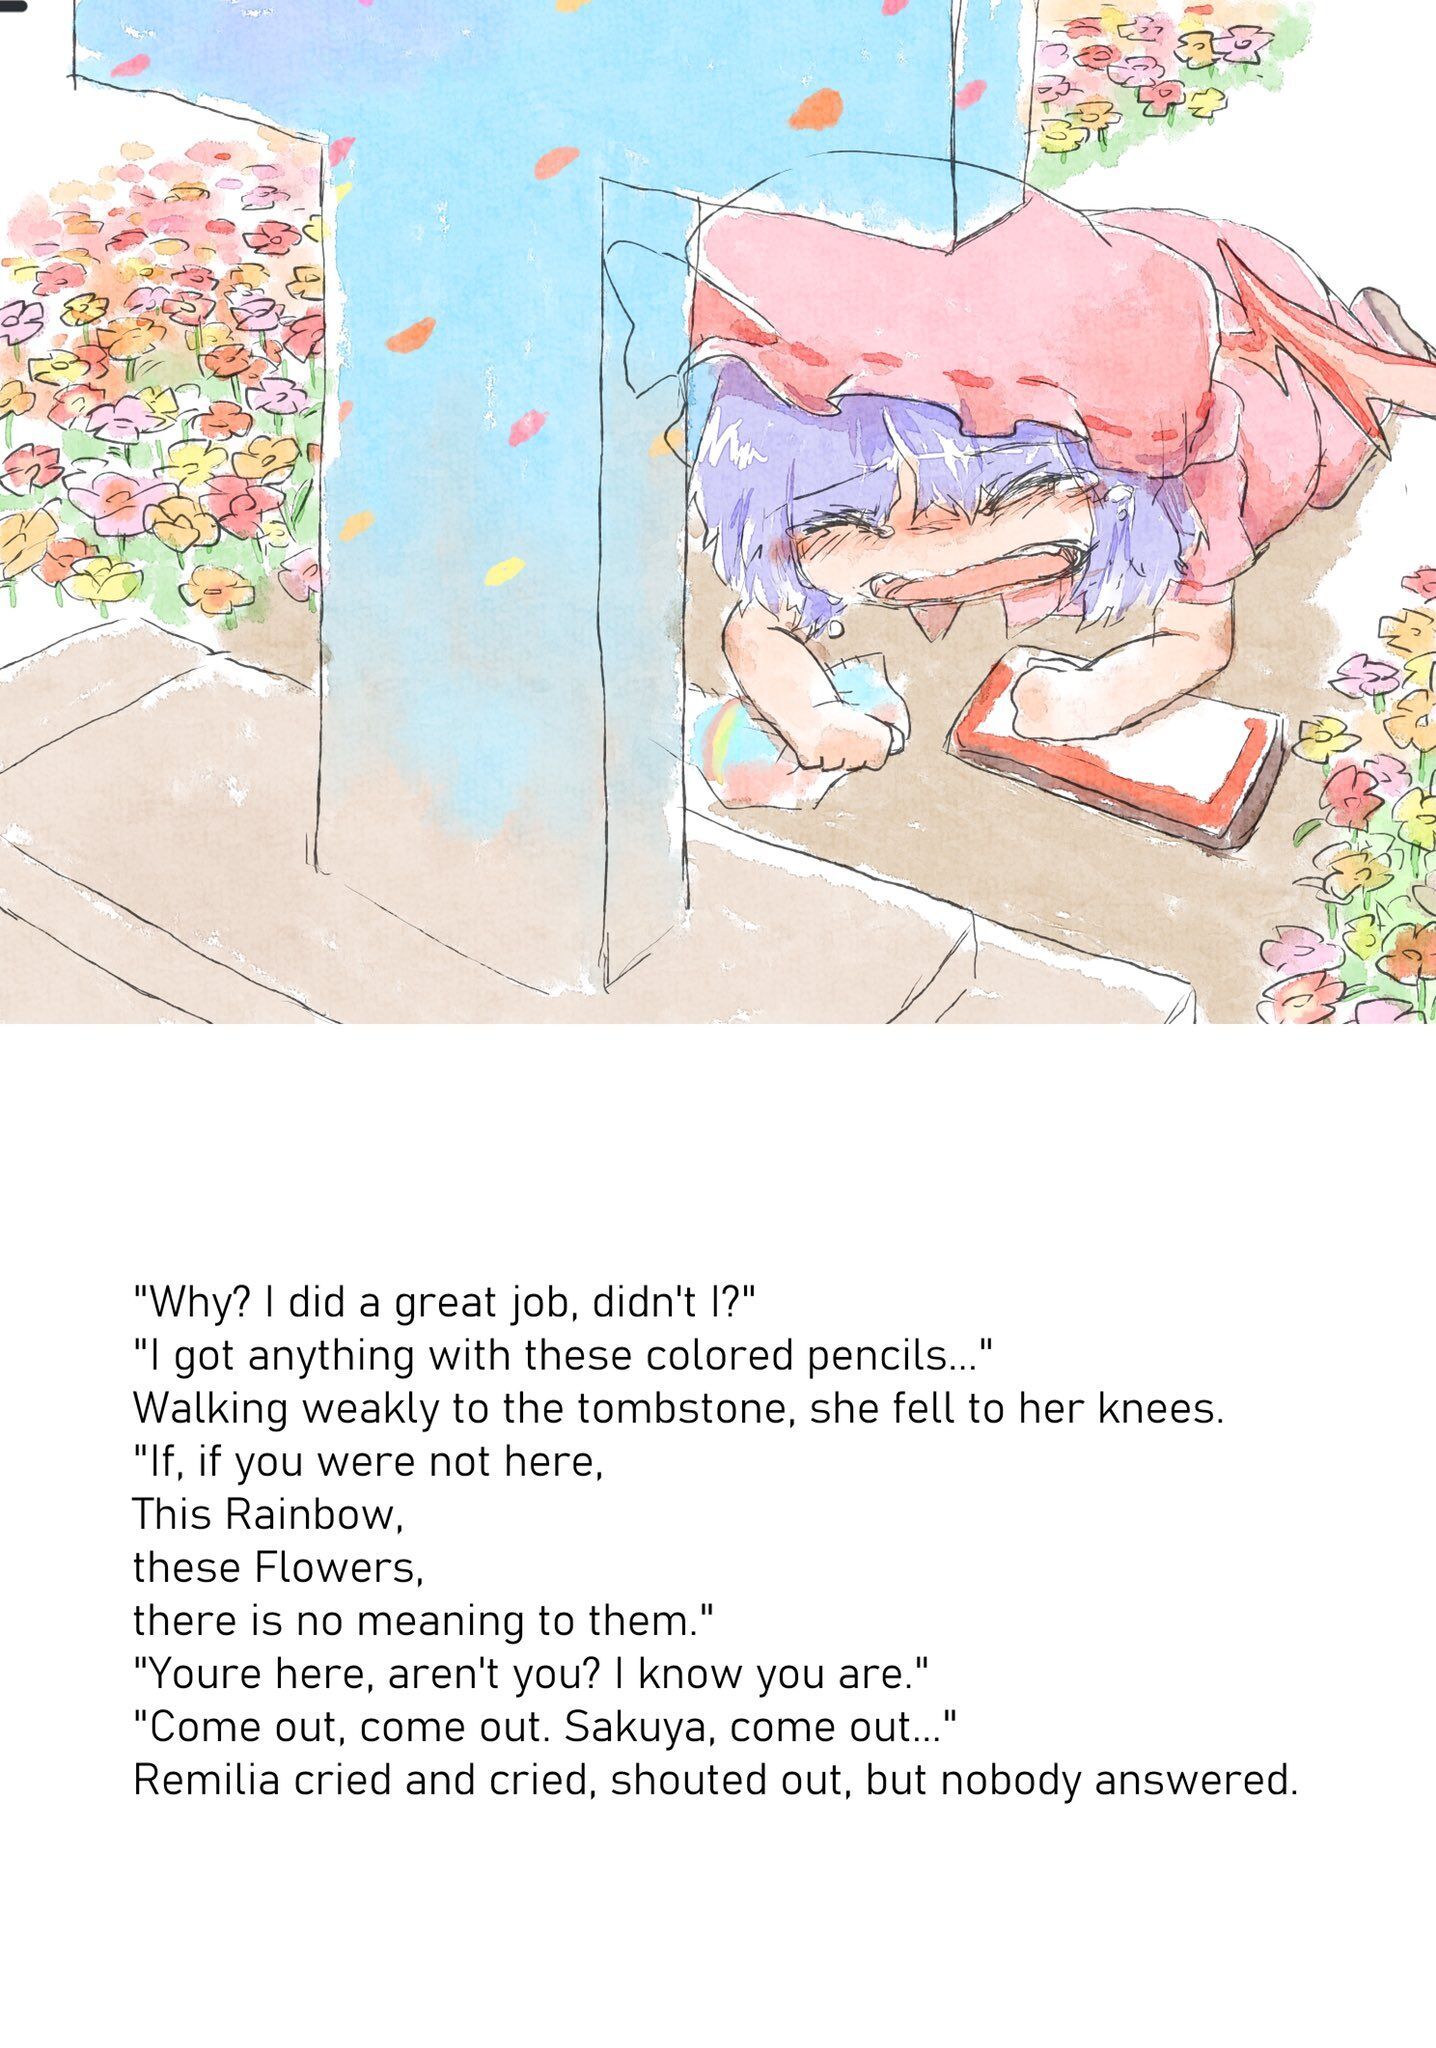 "Why? I did a great job, didn't I?"
"I got anything with these colored pencils..."
Walking weakly to the tombstone, she fell to her knees.
"If, if you were not here,
This Rainbow,
these Flowers,
there is no meaning to them."
"Youre here, aren't you? I know you are."
"Come out, come out. Sakuya, come out..."
Remilia cried and cried, shouted out, but nobody answered.